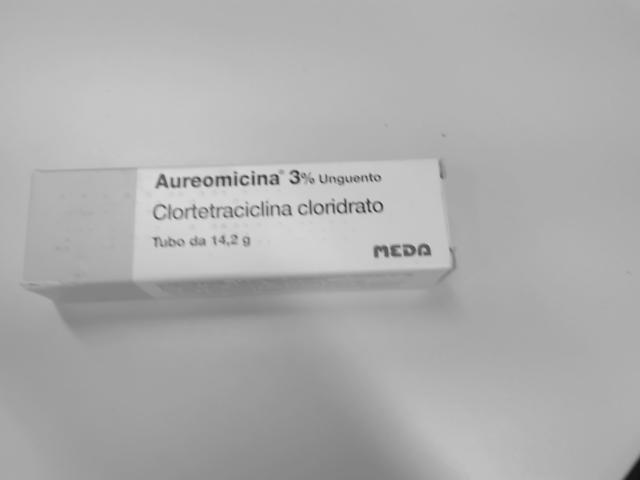 Aureomicina® 3% Unguento
Clortetraciclina cloridrato
Tubo da 14,2 g
MEDA